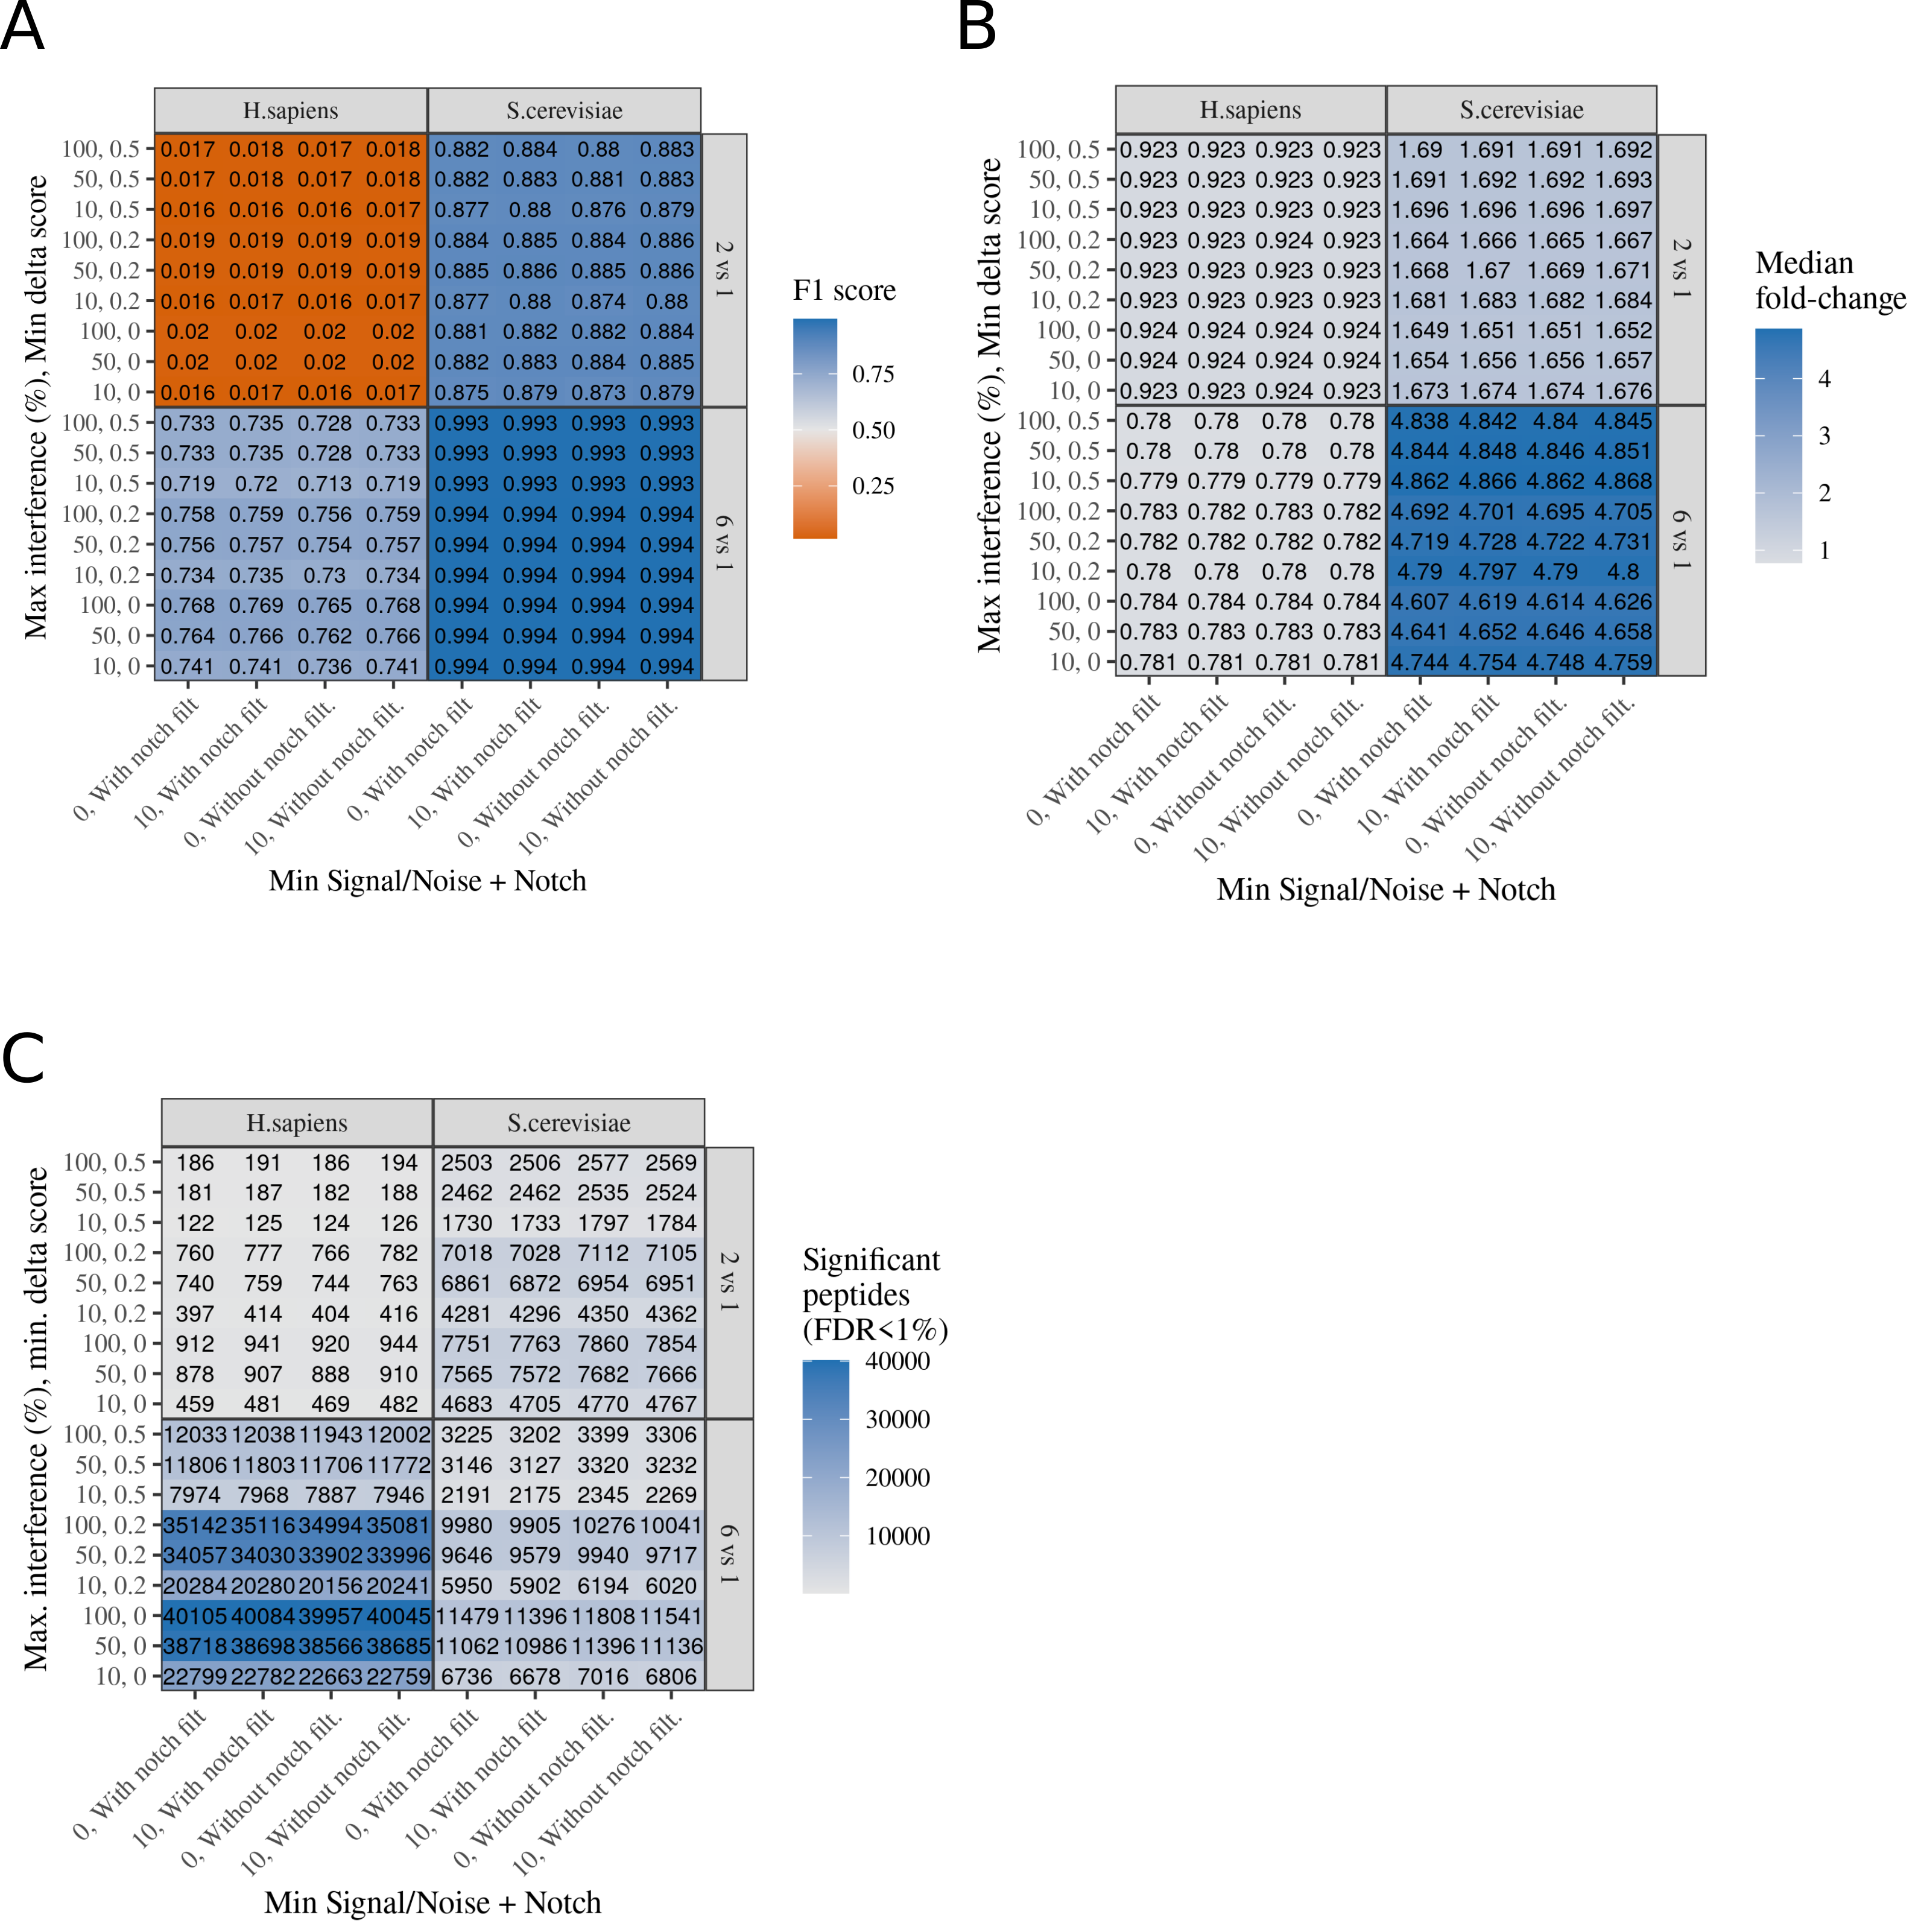 A
H.sapiens S.cerevisiae
Max interference (%), Min delta score
100, 0.5 0.017 0.018 0.017 0.018 0.882 0.884 0.88 0.883
50, 0.5 0.017 0.018 0.017 0.018 0.882 0.883 0.881 0.883
10, 0.5 0.016 0.016 0.016 0.017 0.877 0.88 0.876 0.879
100, 0.2 0.019 0.019 0.019 0.019 0.884 0.885 0.884 0.886
50, 0.2 0.019 0.019 0.019 0.019 0.885 0.886 0.885 0.886
10, 0.2 0.016 0.017 0.016 0.017 0.877 0.88 0.874 0.88
100, 0 0.02 0.02 0.02 0.02 0.881 0.882 0.882 0.884
50, 0 0.02 0.02 0.02 0.02 0.882 0.883 0.884 0.885
10, 0 0.016 0.017 0.016 0.017 0.875 0.879 0.873 0.879
2 vs 1
100, 0.5 0.733 0.735 0.728 0.733 0.993 0.993 0.993 0.993
50, 0.5 0.733 0.735 0.728 0.733 0.993 0.993 0.993 0.993
10, 0.5 0.719 0.72 0.713 0.719 0.993 0.993 0.993 0.993
100, 0.2 0.758 0.759 0.756 0.759 0.994 0.994 0.994 0.994
50, 0.2 0.756 0.757 0.754 0.757 0.994 0.994 0.994 0.994
10, 0.2 0.734 0.735 0.73 0.734 0.994 0.994 0.994 0.994
100, 0 0.768 0.769 0.765 0.768 0.994 0.994 0.994 0.994
50, 0 0.764 0.766 0.762 0.766 0.994 0.994 0.994 0.994
10, 0 0.741 0.741 0.736 0.741 0.994 0.994 0.994 0.994
6 vs 1
0, With notch filt
10, With notch filt
0, Without notch filt.
10, Without notch filt.
0, With notch filt
10, With notch filt
0, Without notch filt.
10, Without notch filt.
Min Signal/Noise + Notch
F1 score
0.75
0.50
0.25
B
H.sapiens S.cerevisiae
Max interference (%), Min delta score
100, 0.5 0.923 0.923 0.923 0.923 1.69 1.691 1.691 1.692
50, 0.5 0.923 0.923 0.923 0.923 1.691 1.692 1.692 1.693
10, 0.5 0.923 0.923 0.923 0.923 1.696 1.696 1.696 1.697
100, 0.2 0.923 0.923 0.924 0.923 1.664 1.666 1.665 1.667
50, 0.2 0.923 0.923 0.923 0.923 1.668 1.67 1.669 1.671
10, 0.2 0.923 0.923 0.923 0.923 1.681 1.683 1.682 1.684
100, 0 0.924 0.924 0.924 0.924 1.649 1.651 1.651 1.652
50, 0 0.924 0.924 0.924 0.924 1.654 1.656 1.656 1.657
10, 0 0.923 0.923 0.924 0.923 1.673 1.674 1.674 1.676
2 vs 1
100, 0.5 0.78 0.78 0.78 0.78 4.838 4.842 4.84 4.845
50, 0.5 0.78 0.78 0.78 0.78 4.844 4.848 4.846 4.851
10, 0.5 0.779 0.779 0.779 0.779 4.862 4.866 4.862 4.868
100, 0.2 0.783 0.782 0.783 0.782 4.692 4.701 4.695 4.705
50, 0.2 0.782 0.782 0.782 0.782 4.719 4.728 4.722 4.731
10, 0.2 0.78 0.78 0.78 0.78 4.79 4.797 4.79 4.8
100, 0 0.784 0.784 0.784 0.784 4.607 4.619 4.614 4.626
50, 0 0.783 0.783 0.783 0.783 4.641 4.652 4.646 4.658
10, 0 0.781 0.781 0.781 0.781 4.744 4.754 4.748 4.759
6 vs 1
0, With notch filt
10, With notch filt
0, Without notch filt.
10, Without notch filt.
0, With notch filt
10, With notch filt
0, Without notch filt.
10, Without notch filt.
Min Signal/Noise + Notch
Median
fold-change
4
3
2
1
C
H.sapiens S.cerevisiae
Max. interference (%), min. delta score
100, 0.5 186 191 186 194 2503 2506 2577 2569
50, 0.5 181 187 182 188 2462 2462 2535 2524
10, 0.5 122 125 124 126 1730 1733 1797 1784
100, 0.2 760 777 766 782 7018 7028 7112 7105
50, 0.2 740 759 744 763 6861 6872 6954 6951
10, 0.2 397 414 404 416 4281 4296 4350 4362
100, 0 912 941 920 944 7751 7763 7860 7854
50, 0 878 907 888 910 7565 7572 7682 7666
10, 0 459 481 469 482 4683 4705 4770 4767
2 vs 1
100, 0.5 12033 12038 11943 12002 3225 3202 3399 3306
50, 0.5 11806 11803 11706 11772 3146 3127 3320 3232
10, 0.5 7974 7968 7887 7946 2191 2175 2345 2269
100, 0.2 35142 35116 34994 35081 9980 9905 10276 10041
50, 0.2 34057 34030 33902 33996 9646 9579 9940 9717
10, 0.2 20284 20280 20156 20241 5950 5902 6194 6020
100, 0 40105 40084 39957 40045 11479 11396 11808 11541
50, 0 38718 38698 38566 38685 11062 10986 11396 11136
10, 0 22799 22782 22663 22759 6736 6678 7016 6806
6 vs 1
0, With notch filt
10, With notch filt
0, Without notch filt.
10, Without notch filt.
0, With notch filt
10, With notch filt
0, Without notch filt.
10, Without notch filt.
Min Signal/Noise + Notch
Significant
peptides
(FDR<1%)
40000
30000
20000
10000